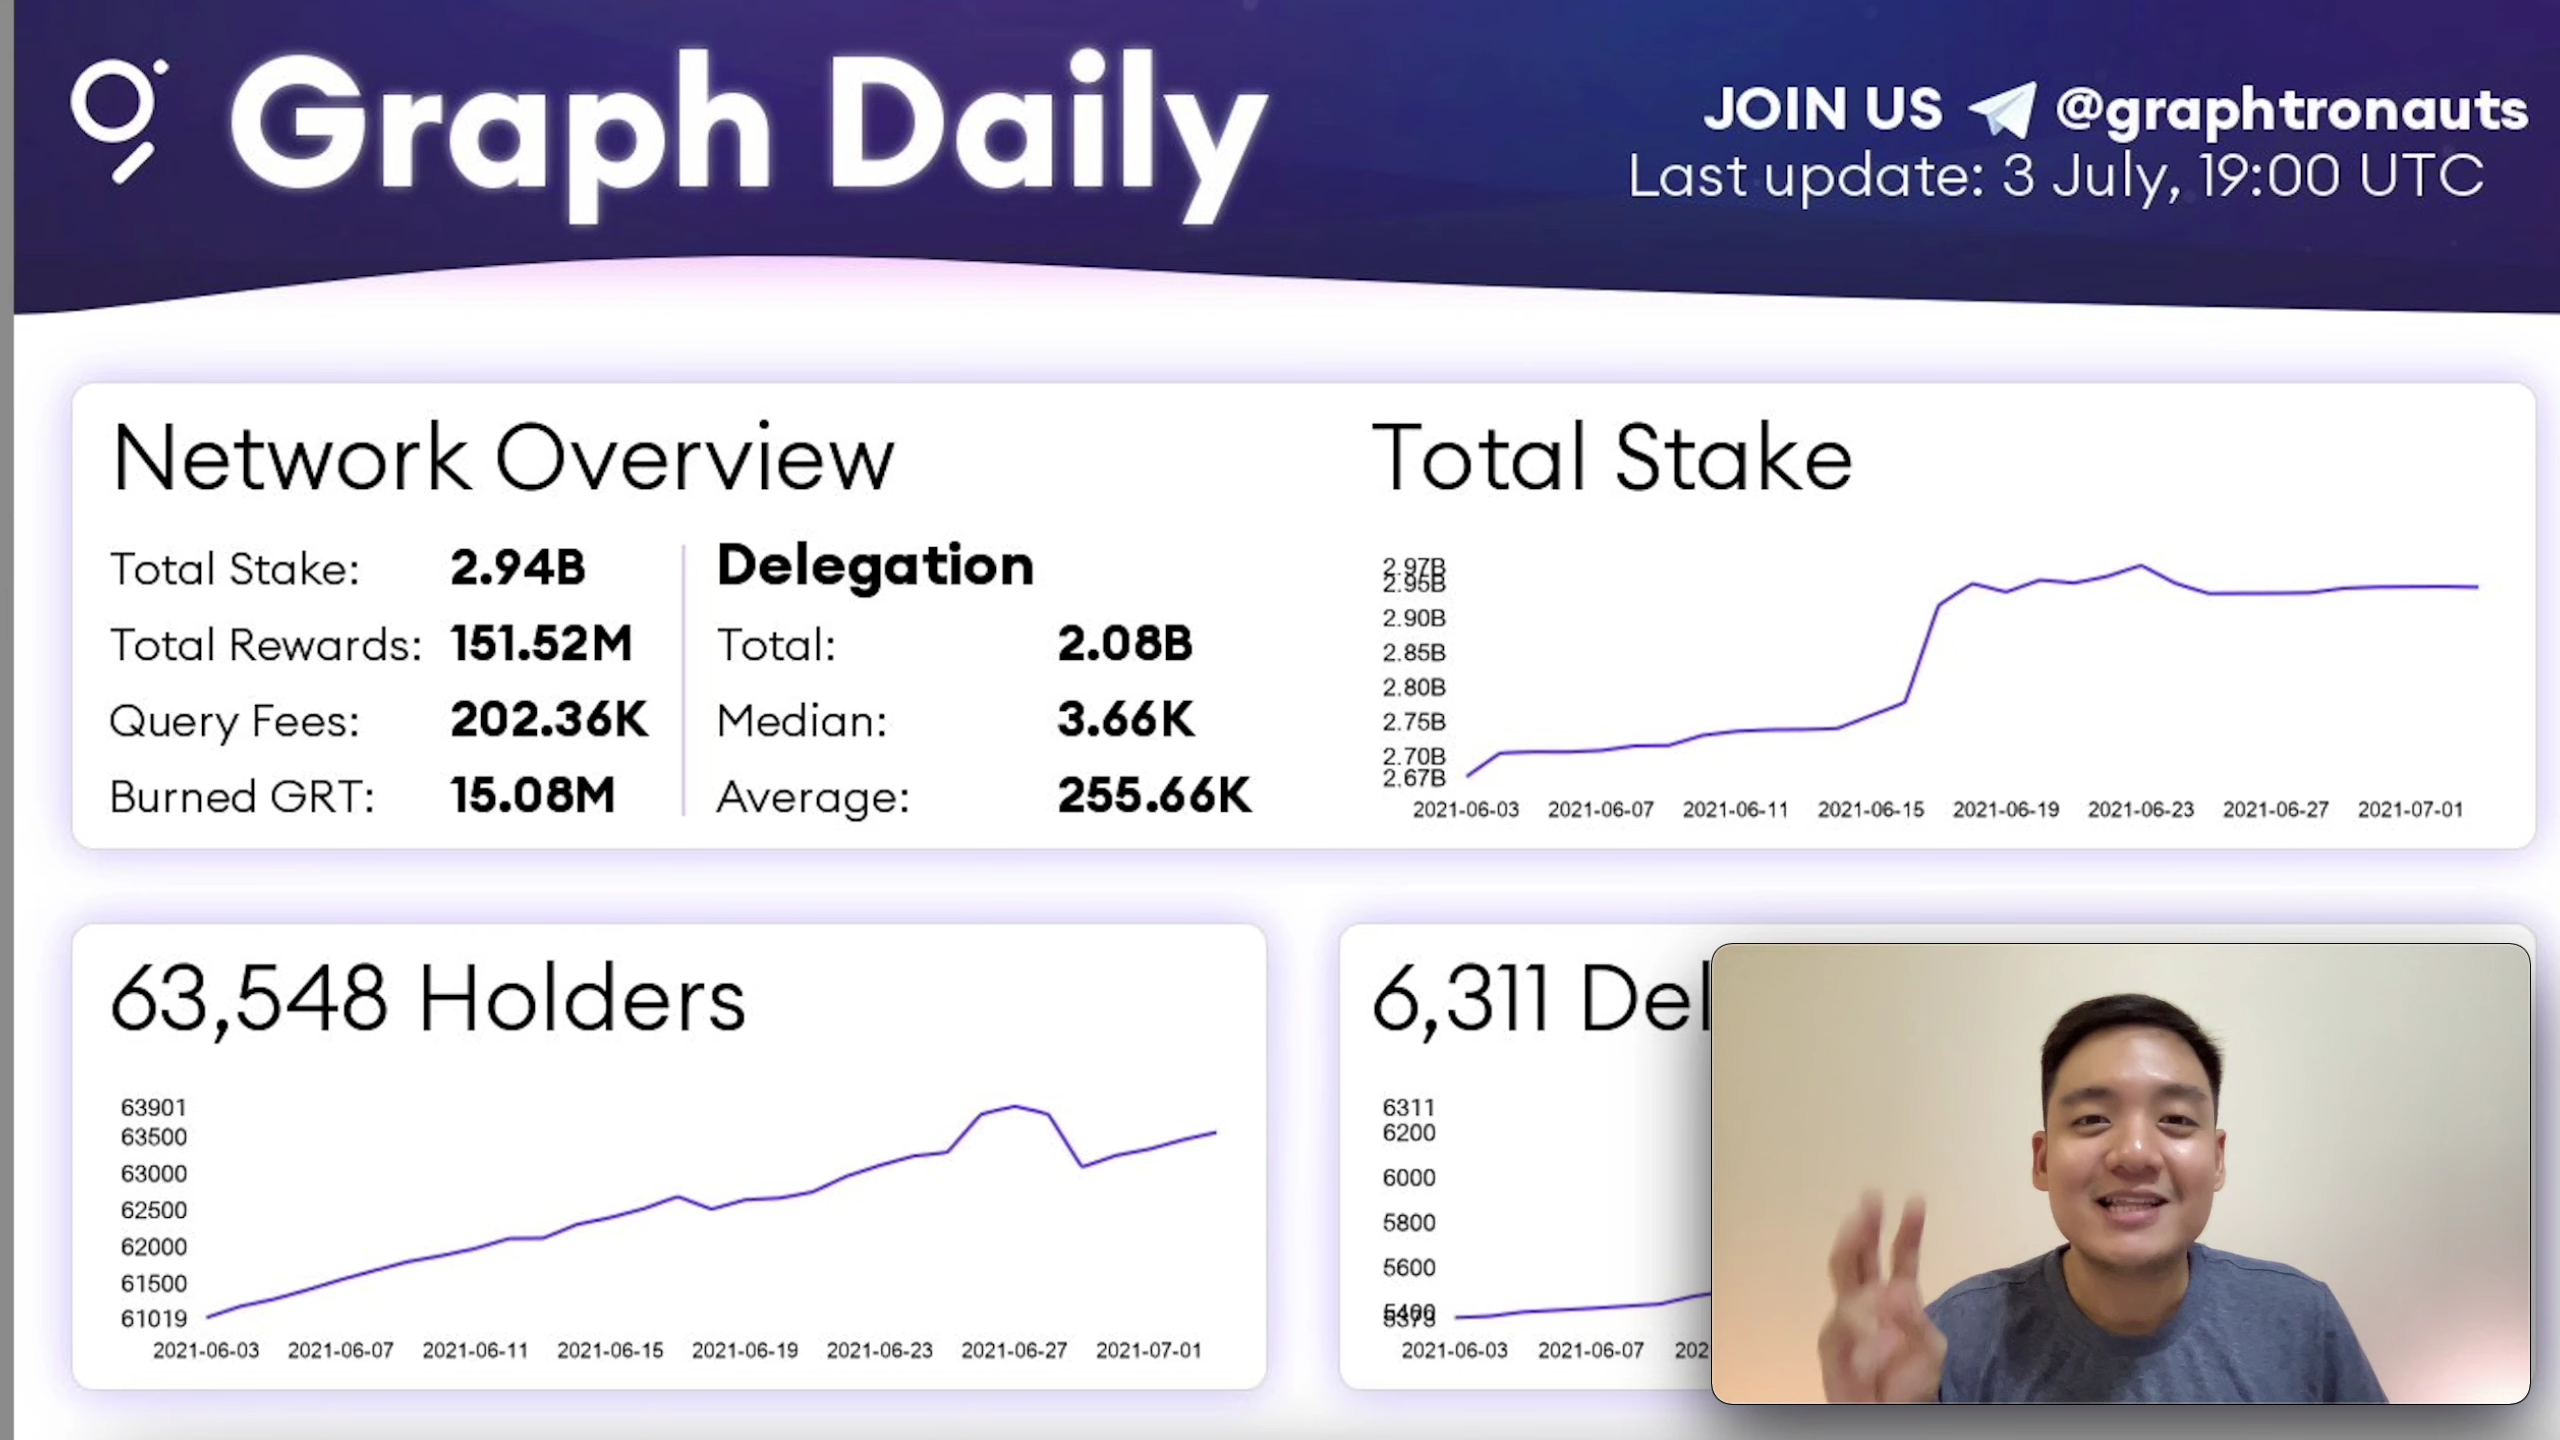 Graph Daily
JOIN US @graphtronauts
Last update: 3 July, 19:00 UTC
Network Overview
Total Stake: 2.94B
Total Rewards: 151.52M
Query Fees: 202.36K
Burned GRT: 15.08M
Delegation
Total: 2.08B
Median: 3.66K
Average: 255.66K
Total Stake
2.97B
2.95B
2.90B
2.85B
2.80B
2.75B
2.70B
2.67B
2021-06-03 2021-06-07 2021-06-11 2021-06-15 2021-06-19 2021-06-23 2021-06-27 2021-07-01
63,548 Holders
63901
63500
63000
62500
62000
61500
61019
2021-06-03 2021-06-07 2021-06-11 2021-06-15 2021-06-19 2021-06-23 2021-06-27 2021-07-01
6,311 Del
6311
6200
6000
5800
5600
2021-06-03 2021-06-07 202